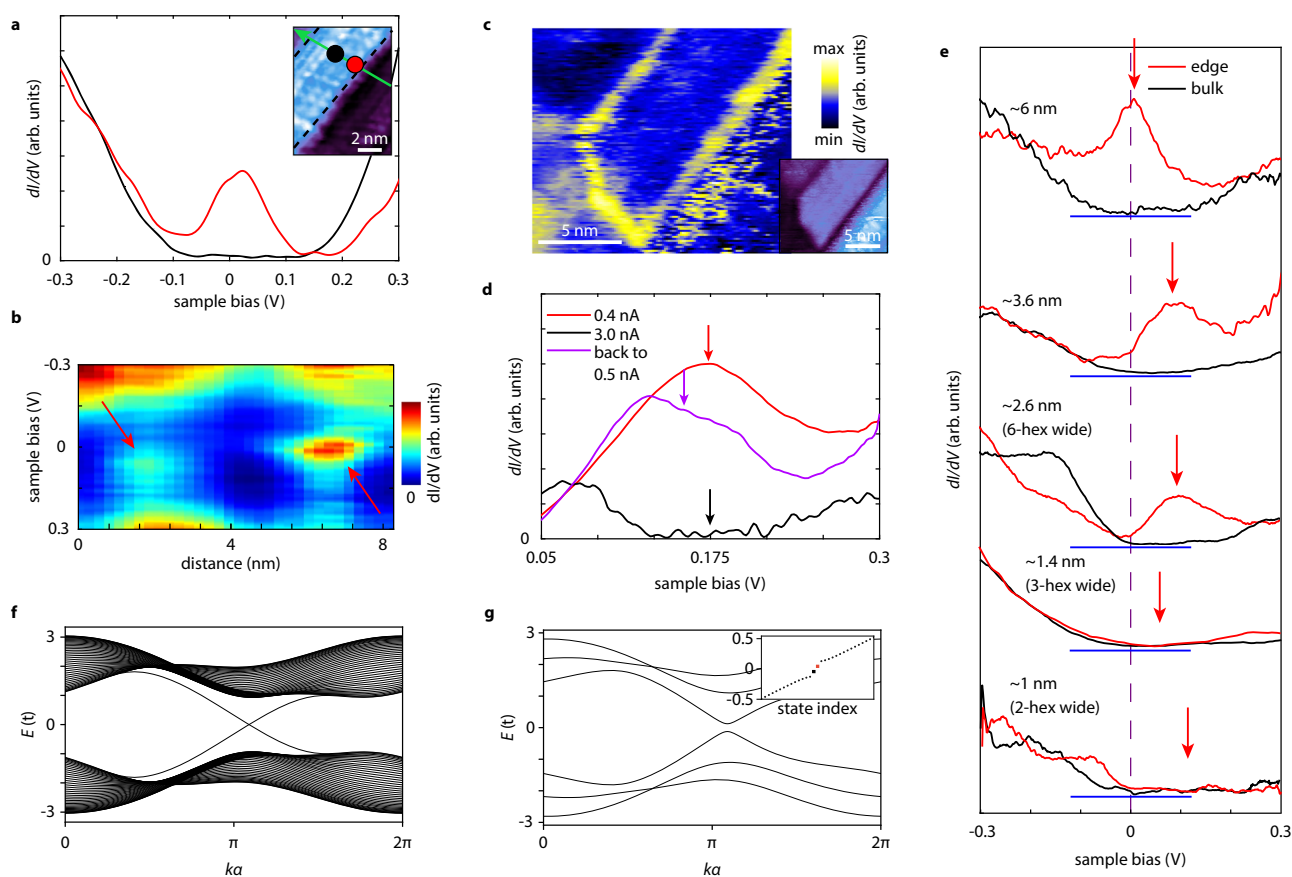 a
dI/dV (arb. units)
0
-0.3
-0.2
-0.1
0
0.1
0.2
0.3
sample bias (V)
2 nm
b
sample bias (V)
-0.3
0
0.3
0
4
8
distance (nm)
dI/dV (arb. units)
0
c
5 nm
max
min
dI/dV (arb. units)
5 nm
d
0.4 nA
3.0 nA
back to
0.5 nA
dI/dV (arb. units)
0
0.05
0.175
0.3
sample bias (V)
e
edge
bulk
~6 nm
~3.6 nm
~2.6 nm
(6-hex wide)
~1.4 nm
(3-hex wide)
~1 nm
(2-hex wide)
dI/dV (arb. units)
-0.3
0
0.3
sample bias (V)
f
E (t)
3
0
-3
0
π
2π
ka
g
E (t)
3
0
-3
0
π
2π
ka
0.5
0
-0.5
state index